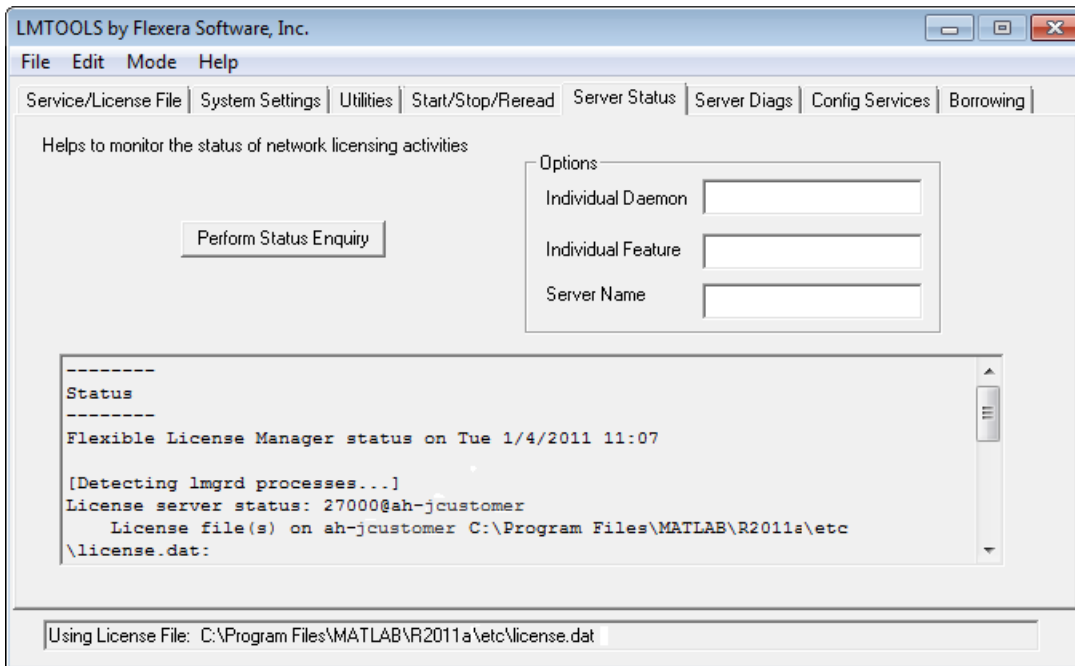 LMTOOLS by Flexera Software, Inc.
File Edit Mode Help
Service/License File System Settings Utilities Start/Stop/Reread Server Status Server Diags Config Services Borrowing
Helps to monitor the status of network licensing activities
Options
Individual Daemon
Perform Status Enquiry
Individual Feature
Server Name
--------
Status
--------
Flexible License Manager status on Tue 1/4/2011 11:07
[Detecting lmgrd processes...]
License server status: 27000@ah-jcustomer
License file(s) on ah-jcustomer C:\Program Files\MATLAB\R2011a\etc
\license.dat:
Using License File: C:\Program Files\MATLAB\R2011a\etc\license.dat